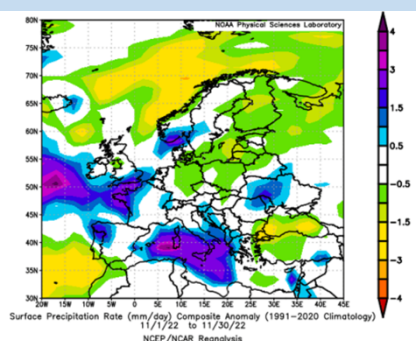 NOAA Physical Sciences Laboratory
80N
75N
70N
65N
60N
55N
50N
45N
40N
35N
30N
20W 15W 10W 5W 0 5E 10E 15E 20E 25E 30E 35E 40E 45E
4
3
1.5
0.5
-0.5
-1.5
-3
-4
Surface Precipitation Rate (mm/day) Composite Anomaly (1991-2020 Climatology)
11/1/22 to 11/30/22
NCEP/NCAR Reanalysis